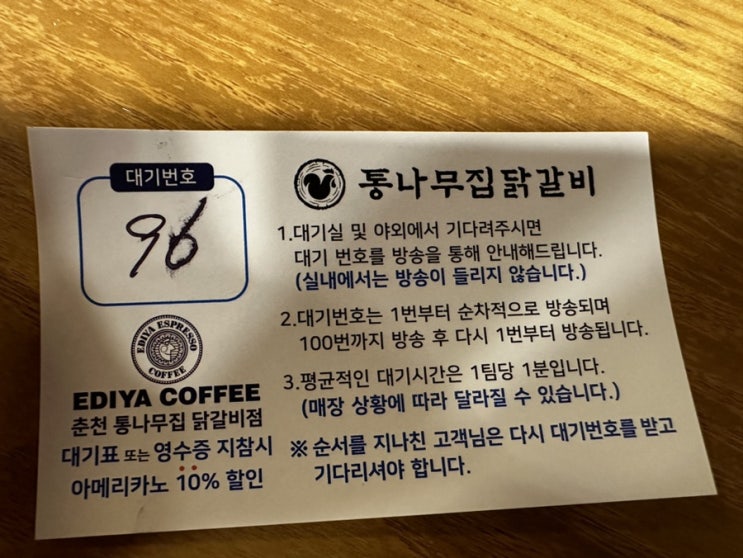 대기번호
96
EDIYA ESPRESSO
COFFEE
EDIYA COFFEE
춘천 통나무집 닭갈비점
대기표 또는 영수증 지참시
아메리카노 10% 할인
통나무집닭갈비
1.대기실 및 야외에서 기다려주시면
대기 번호를 방송을 통해 안내해드립니다.
(실내에서는 방송이 들리지 않습니다.)
2.대기번호는 1번부터 순차적으로 방송되며
100번까지 방송 후 다시 1번부터 방송됩니다.
3.평균적인 대기시간은 1팀당 1분입니다.
(매장 상황에 따라 달라질 수 있습니다.)
※ 순서를 지나친 고객님은 다시 대기번호를 받고
기다리셔야 합니다.